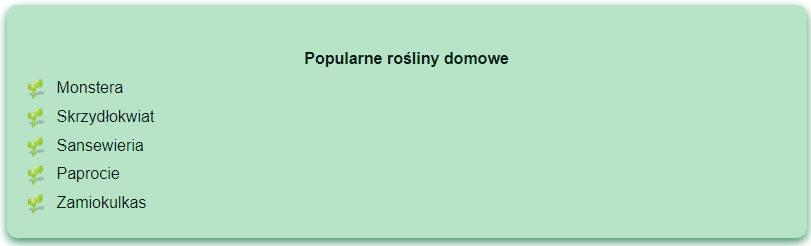 Popularne rośliny domowe
Monstera
Skrzydłokwiat
Sansewieria
Paprocie
Zamiokulkas